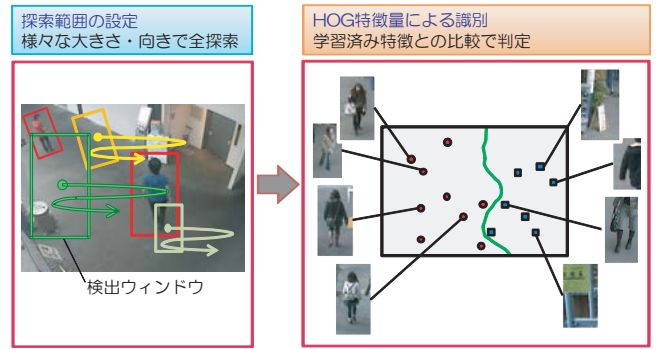 探索範囲の設定
様々な大きさ・向きで全探索
HOG特徴量による識別
学習済み特徴との比較で判定
検出ウィンドウ